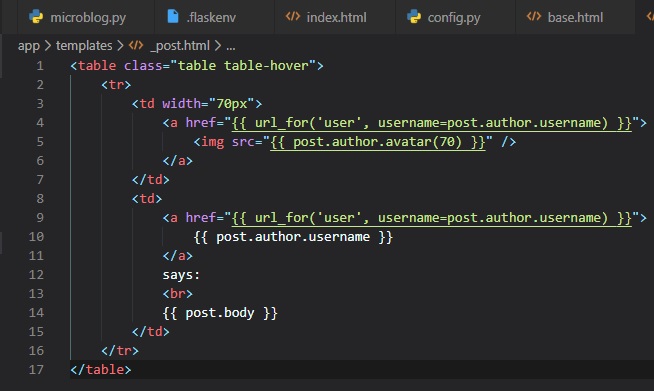 microblog.py .flaskenv index.html config.py base.html
app > templates > _post.html > ...
1 <table class="table table-hover">
2 <tr>
3 <td width="70px">
4 <a href="{{ url_for('user', username=post.author.username) }}">
5 <img src="{{ post.author.avatar(70) }}" />
6 </a>
7 </td>
8 <td>
9 <a href="{{ url_for('user', username=post.author.username) }}">
10 {{ post.author.username }}
11 </a>
12 says:
13 <br>
14 {{ post.body }}
15 </td>
16 </tr>
17 </table>